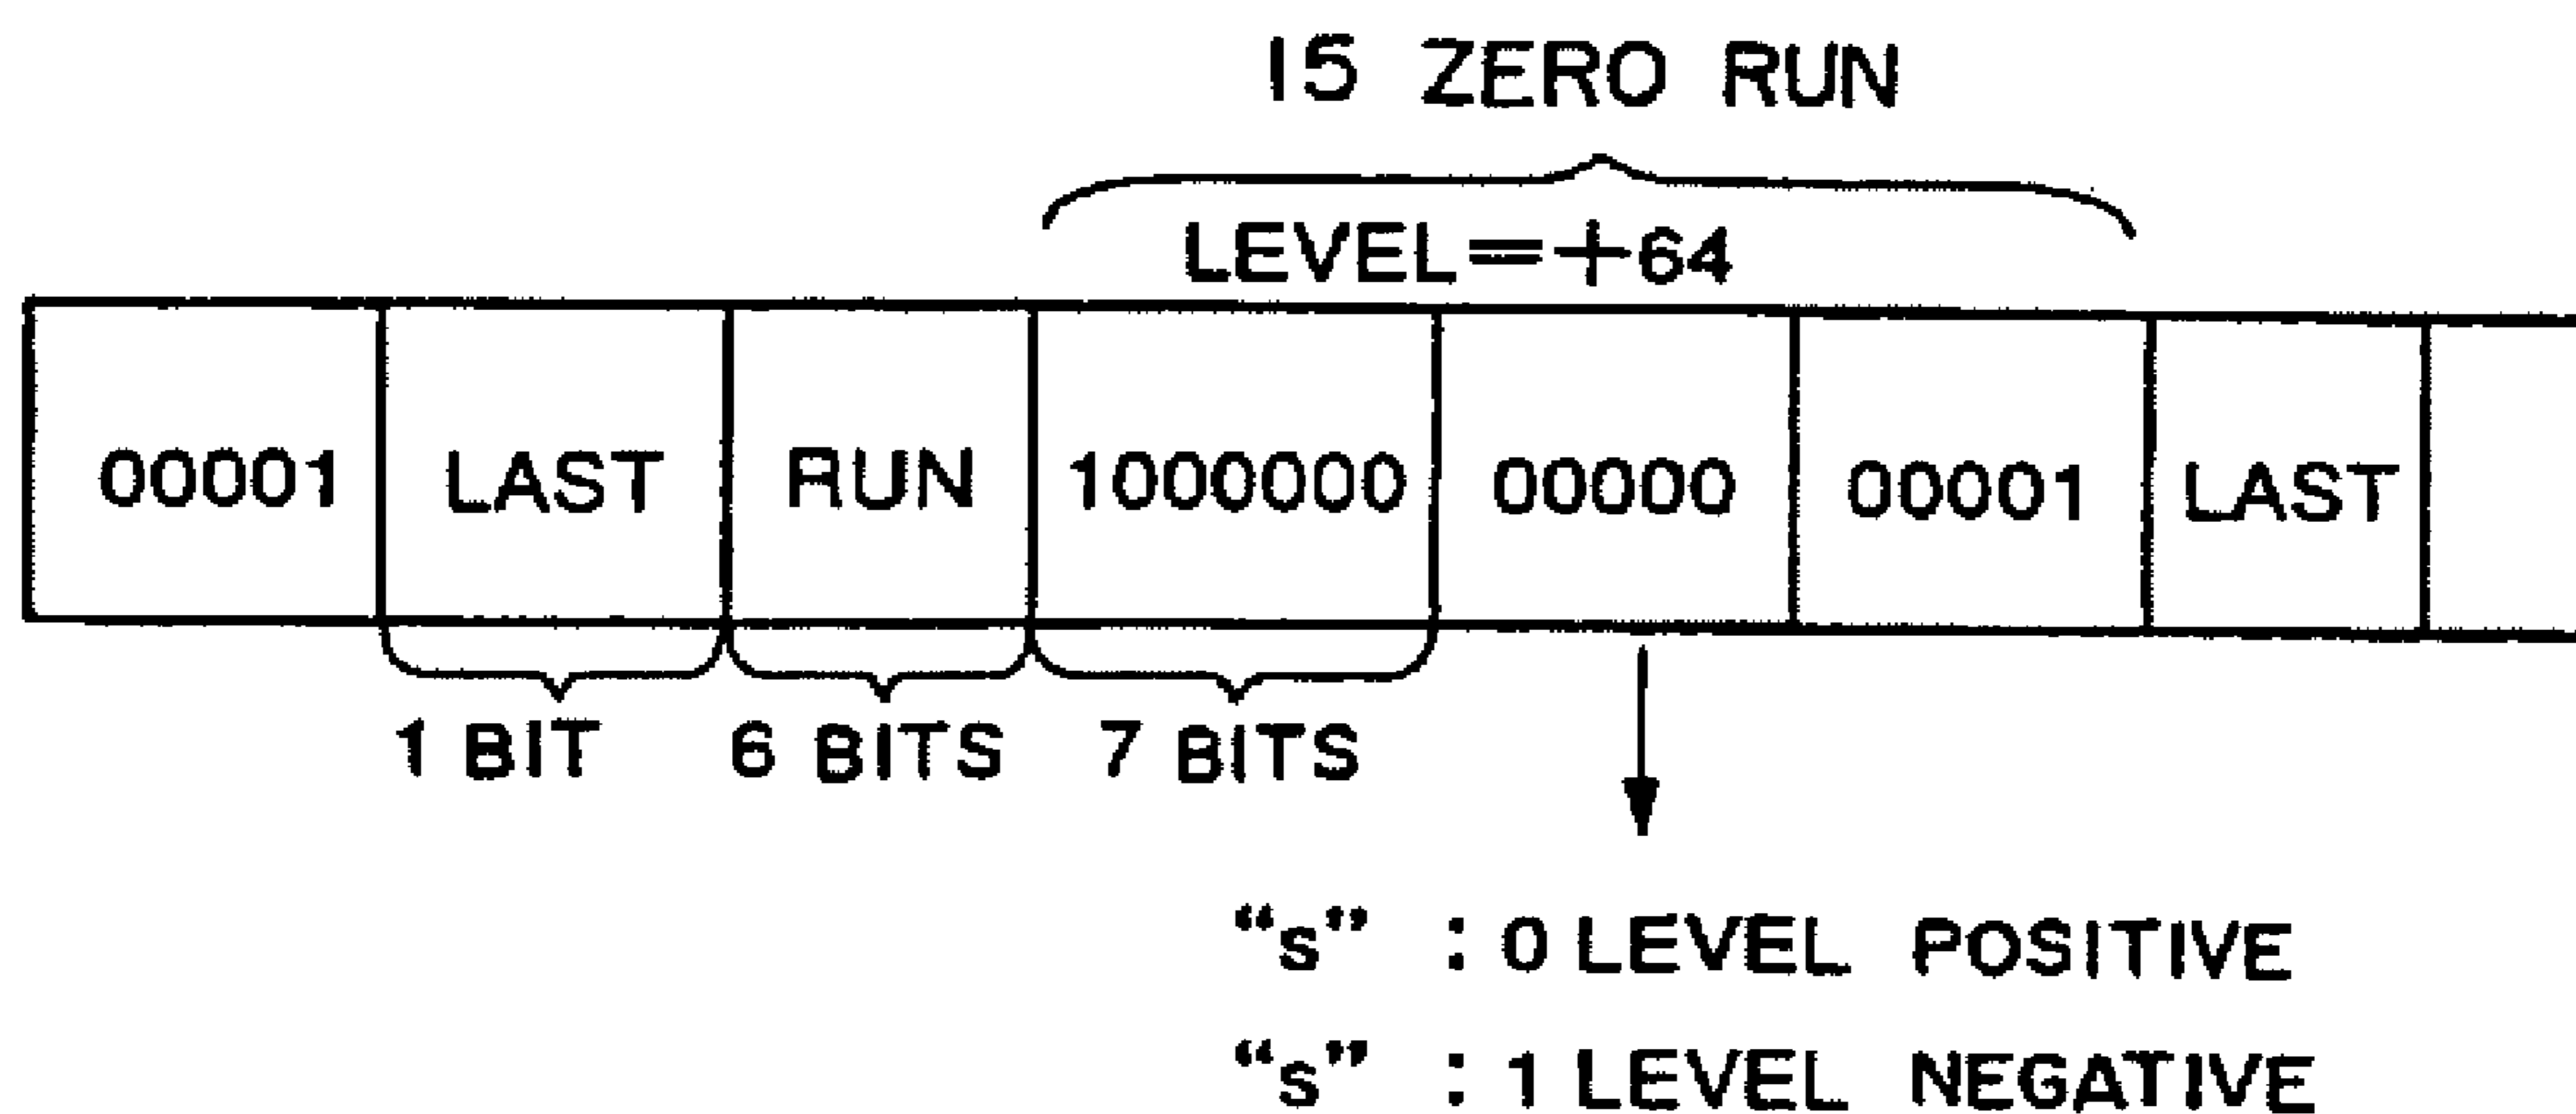 15 ZERO RUN
LEVEL=+64
00001 LAST RUN 1000000 00000 00001 LAST
1 BIT 6 BITS 7 BITS
“s” : 0 LEVEL POSITIVE
“s” : 1 LEVEL NEGATIVE